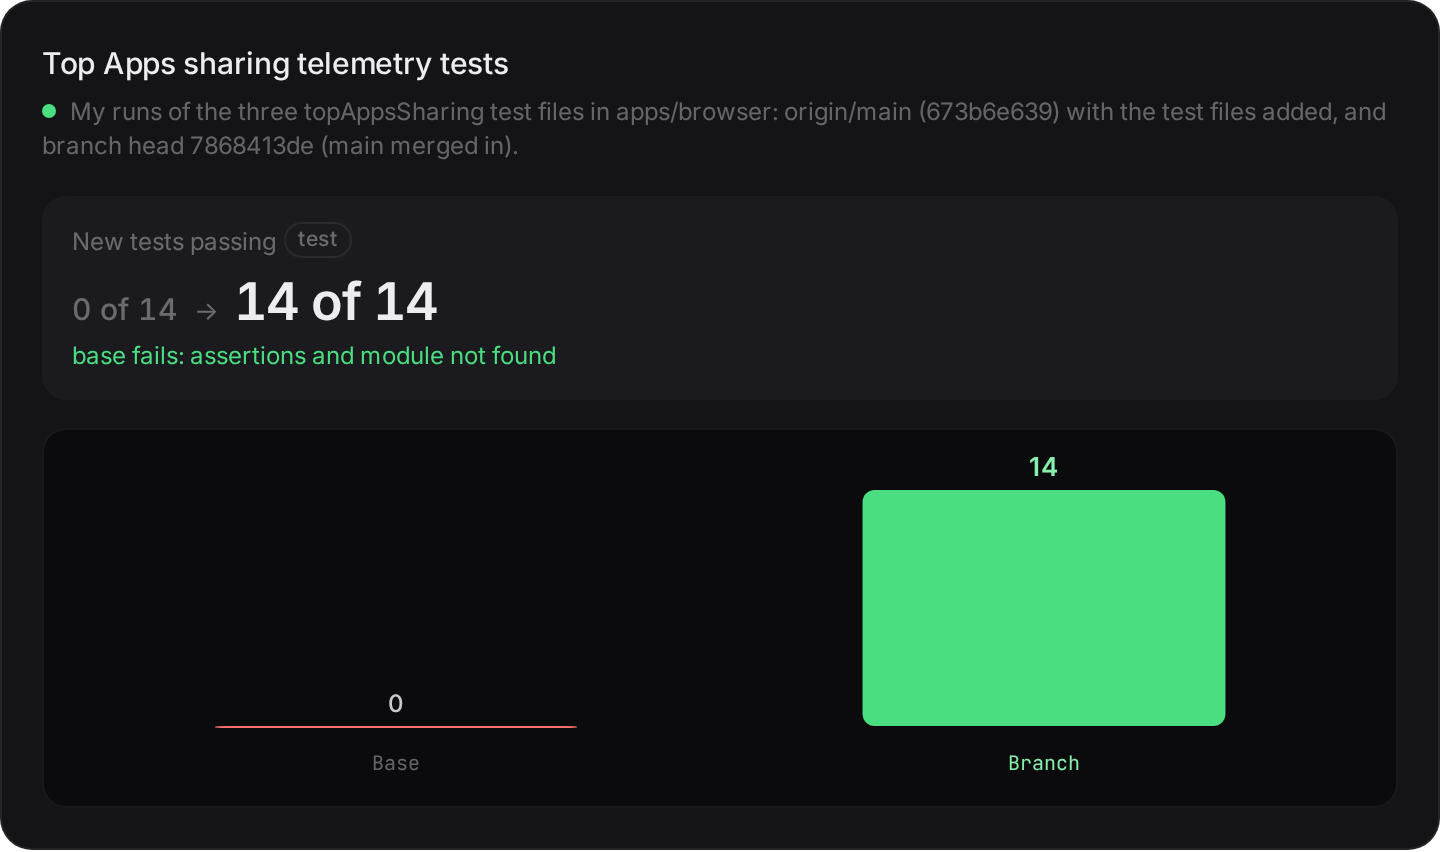 Top Apps sharing telemetry tests
My runs of the three topAppsSharing test files in apps/browser: origin/main (673b6e639) with the test files added, and
branch head 7868413de (main merged in).
New tests passing test
0 of 14 → 14 of 14
base fails: assertions and module not found
14
0
Base
Branch